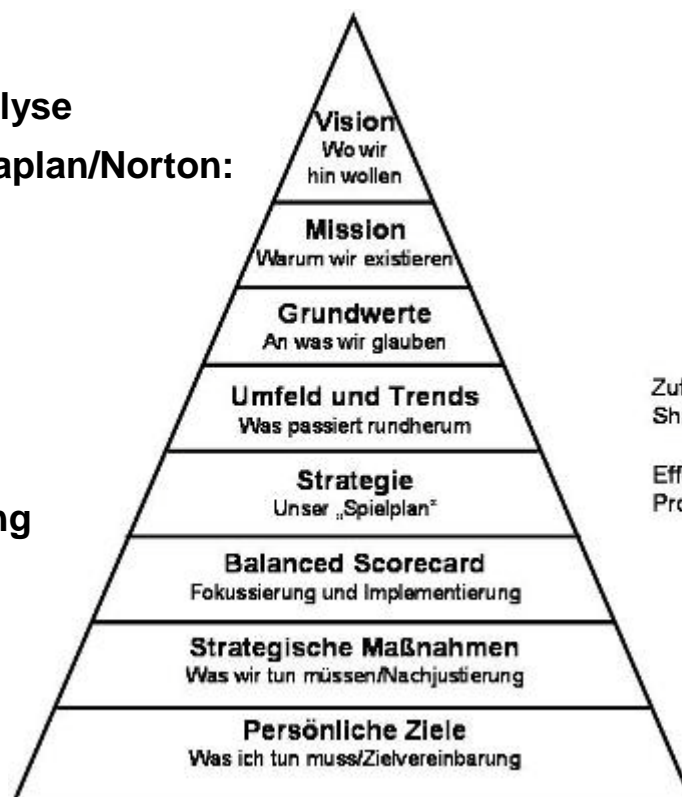 lyse
aplan/Norton:
Vision
Wo wir
hin wollen
Mission
Warum wir existieren
Grundwerte
An was wir glauben
Umfeld und Trends
Was passiert rundherum
Zuf
Sh
Strategie
Unser „Spielplan“
Eff
Pro
ng
Balanced Scorecard
Fokussierung und Implementierung
Strategische Maßnahmen
Was wir tun müssen/Nachjustierung
Persönliche Ziele
Was ich tun muss/Zielvereinbarung